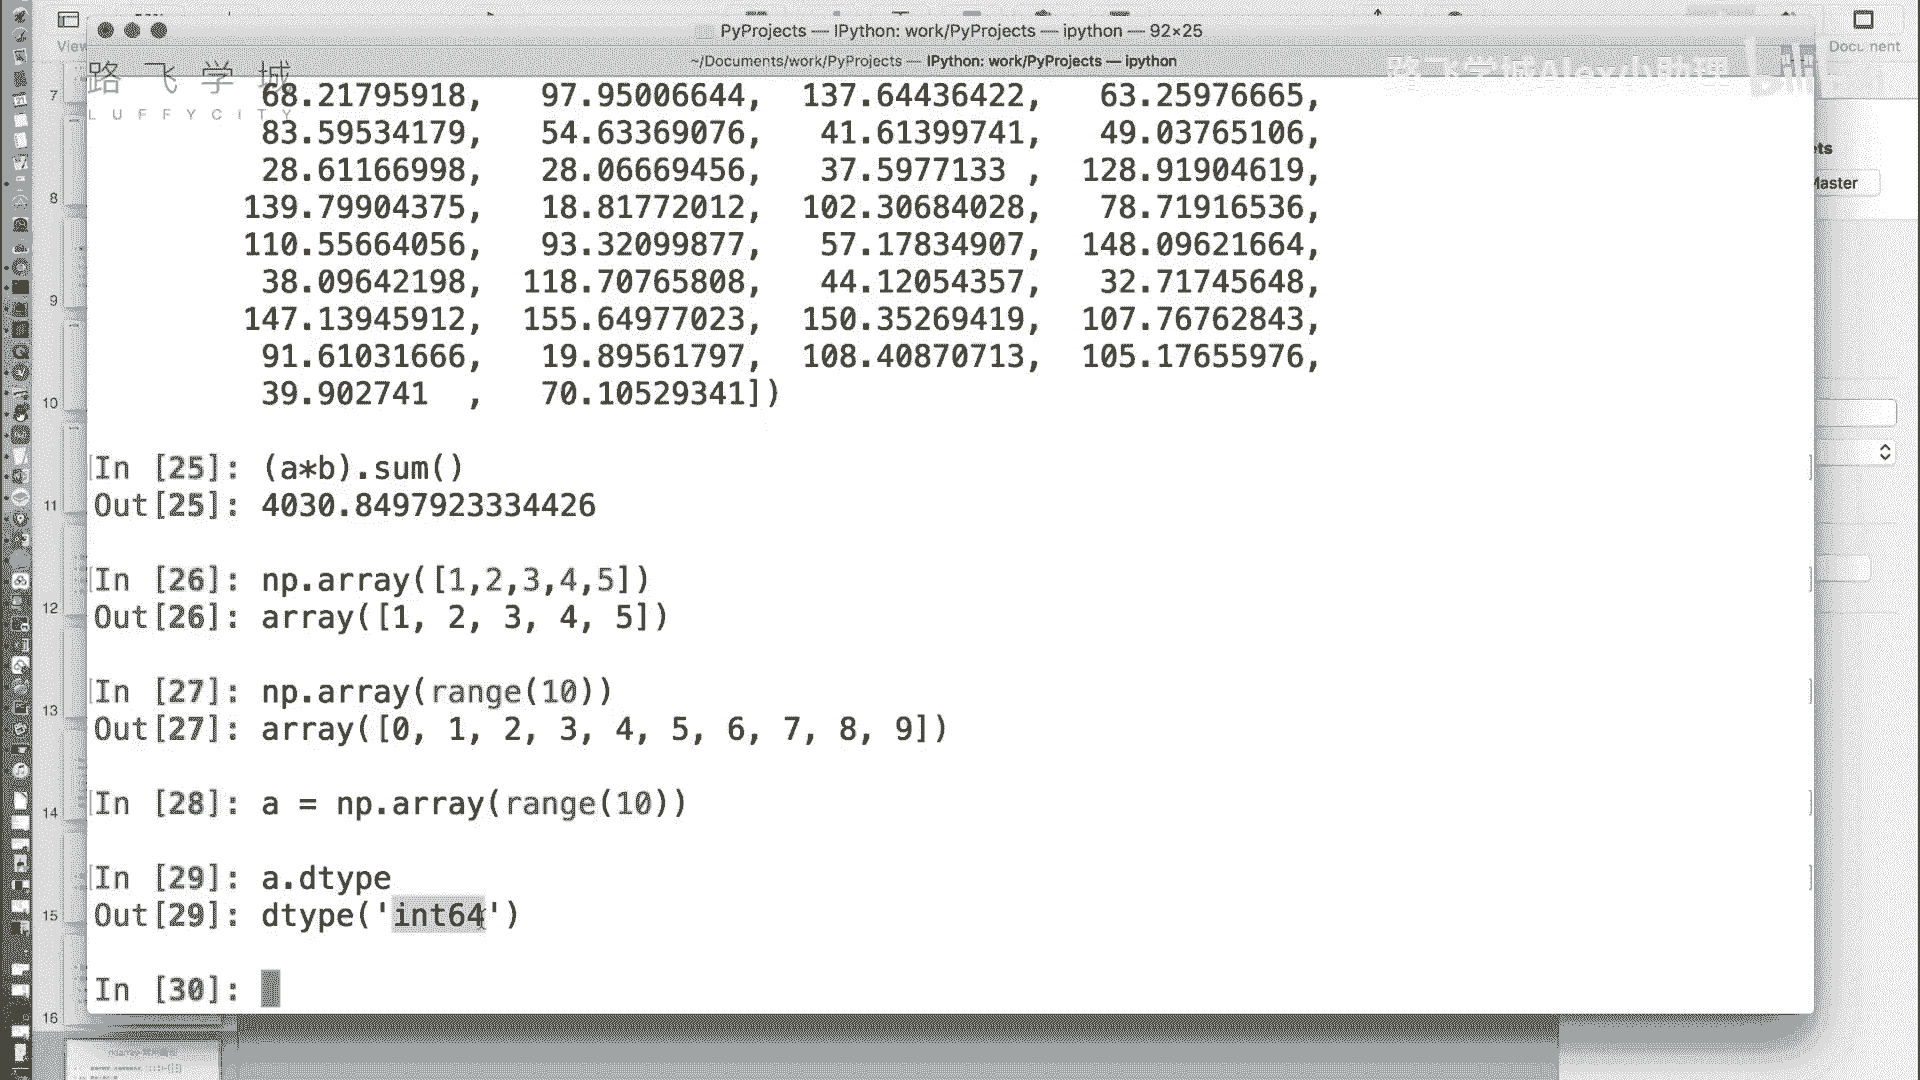 View
PyProjects — IPython: work/PyProjects — ipython — 92×25
Document
~/Documents/work/PyProjects — IPython: work/PyProjects — ipython
路飞学城
LUFFYCITY
路飞学城Alex小助理
bilibili
68.21795918, 97.95006644, 137.64436422, 63.25976665,
83.59534179, 54.63369076, 41.61399741, 49.03765106,
28.61166998, 28.06669456, 37.5977133 , 128.91904619,
139.79904375, 18.81772012, 102.30684028, 78.71916536,
110.55664056, 93.32099877, 57.17834907, 148.09621664,
38.09642198, 118.70765808, 44.12054357, 32.71745648,
147.13945912, 155.64977023, 150.35269419, 107.76762843,
91.61031666, 19.89561797, 108.40870713, 105.17655976,
39.902741 , 70.10529341])
In [25]: (a*b).sum()
Out[25]: 4030.8497923334426
In [26]: np.array([1,2,3,4,5])
Out[26]: array([1, 2, 3, 4, 5])
In [27]: np.array(range(10))
Out[27]: array([0, 1, 2, 3, 4, 5, 6, 7, 8, 9])
In [28]: a = np.array(range(10))
In [29]: a.dtype
Out[29]: dtype('int64')
In [30]:
7
8
9
10
11
12
13
14
15
16
ets
Master